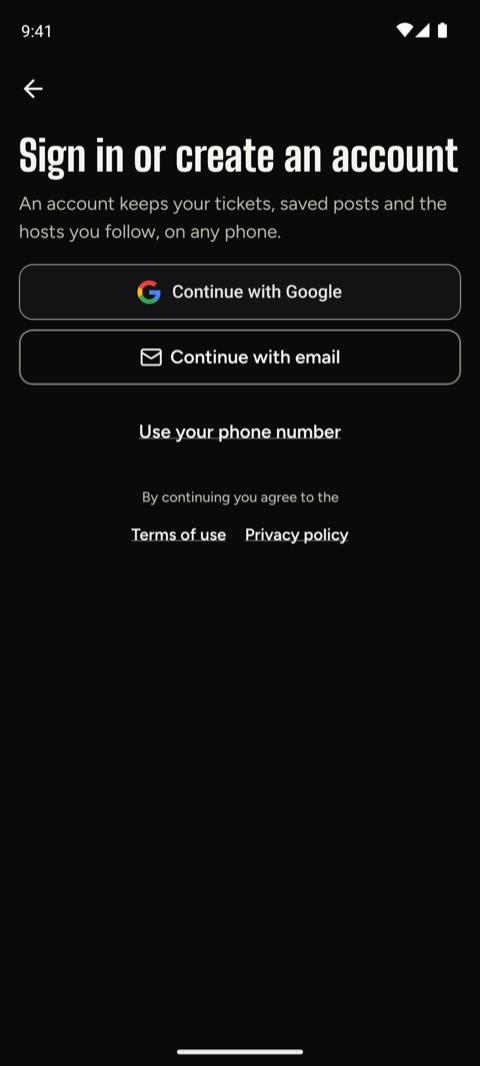 9:41
Sign in or create an account
An account keeps your tickets, saved posts and the
hosts you follow, on any phone.
Continue with Google
Continue with email
Use your phone number
By continuing you agree to the
Terms of use Privacy policy